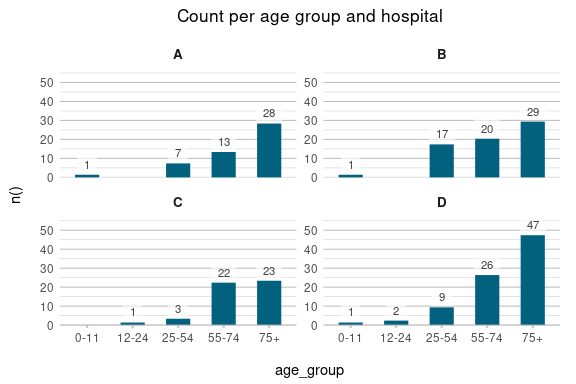 Count per age group and hospital
A B
50 50
40 40
30 28 30 29
20 13 20 17 20
10 7 10
0 1 0 1
n()
C D
50 50 47
40 40
30 30 26
20 22 23 20
10 10 9
0 1 3 0 1 2
0-11 12-24 25-54 55-74 75+ 0-11 12-24 25-54 55-74 75+
age_group